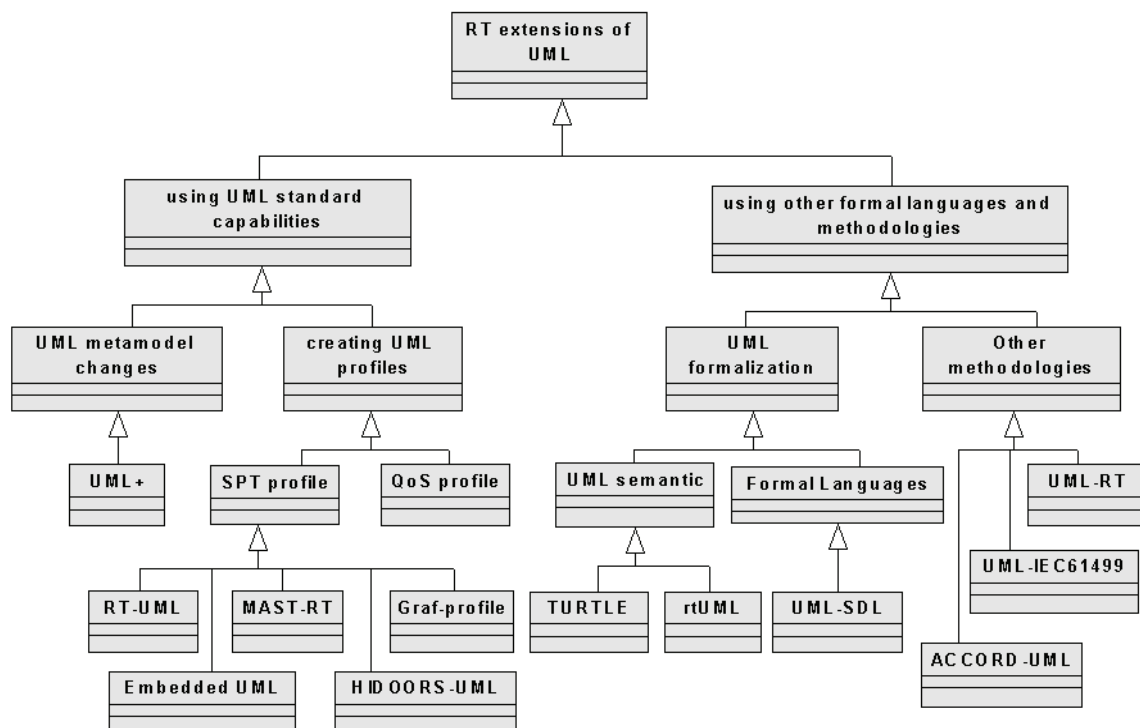 RT extensions of
UML
using UML standard
capabilities
using other formal languages and
methodologies
UML metamodel
changes
creating UML
profiles
UML
formalization
Other
methodologies
UML+
SPT profile
QoS profile
UML semantic
Formal Languages
UML-RT
UML-IEC61499
RT-UML
MAST-RT
Graf-profile
TURTLE
rtUML
UML-SDL
ACCORD-UML
Embedded UML
HIDOORS-UML